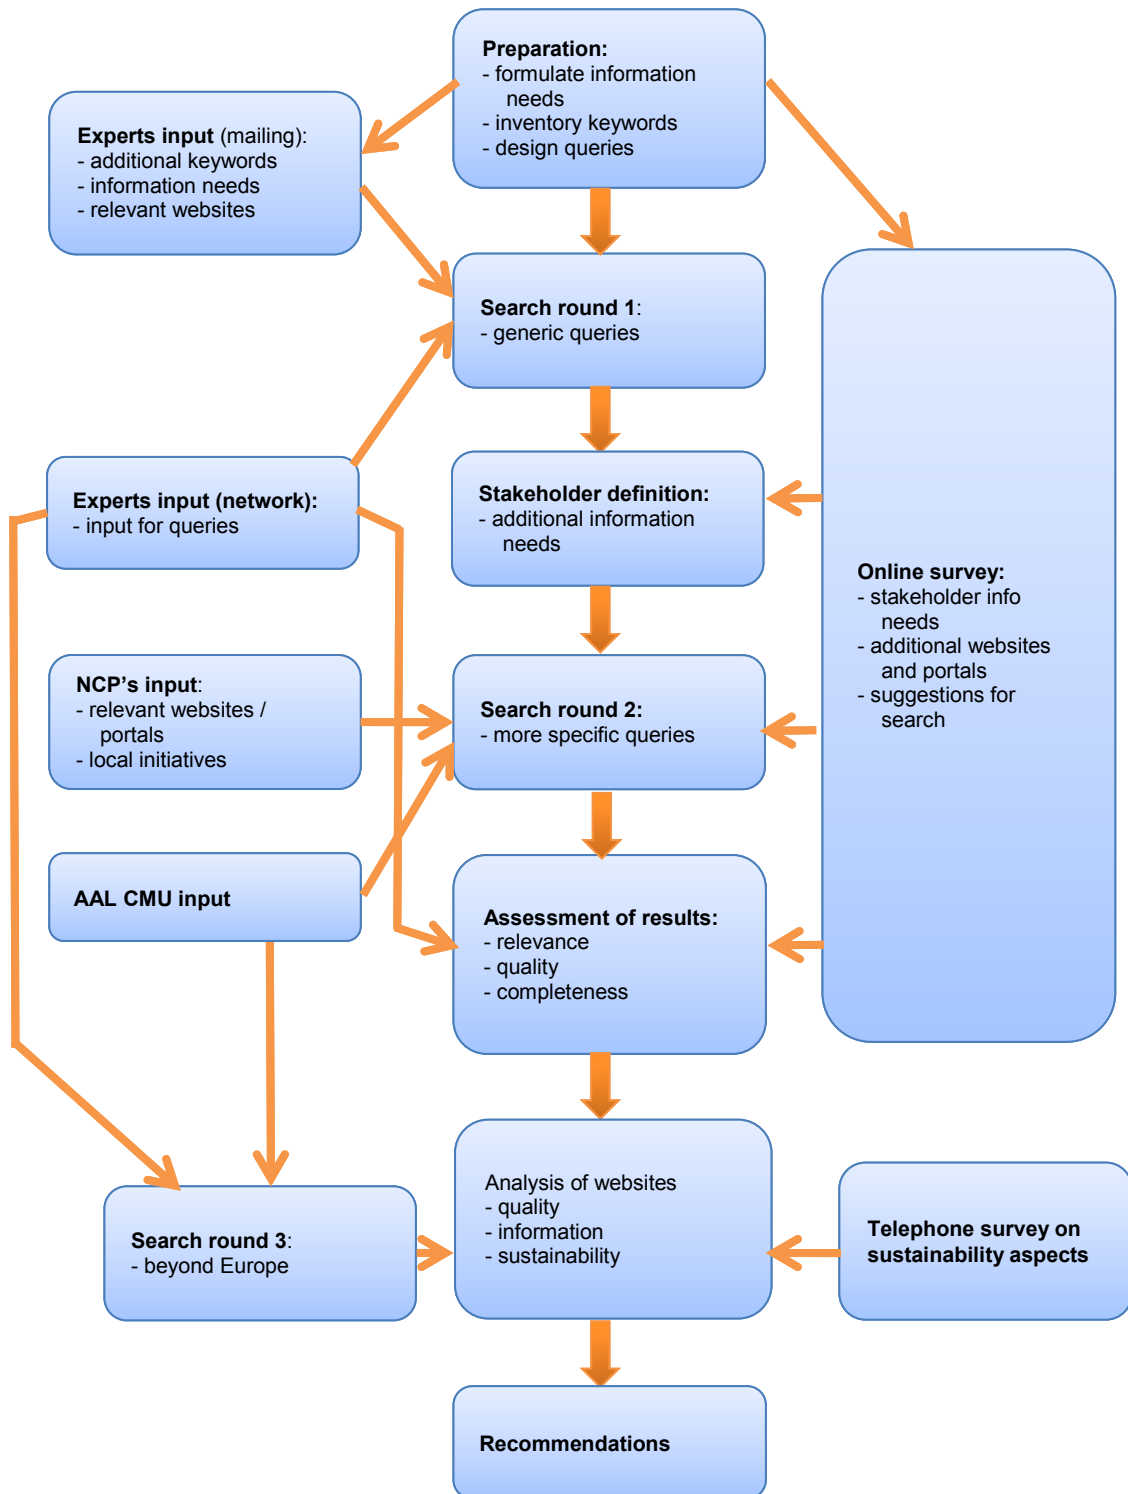 Preparation:
- formulate information
needs
- inventory keywords
- design queries
Experts input (mailing):
- additional keywords
- information needs
- relevant websites
Search round 1:
- generic queries
Experts input (network):
- input for queries
Stakeholder definition:
- additional information
needs
Online survey:
- stakeholder info
needs
- additional websites
and portals
- suggestions for
search
NCP's input:
- relevant websites /
portals
- local initiatives
Search round 2:
- more specific queries
AAL CMU input
Assessment of results:
- relevance
- quality
- completeness
Search round 3:
- beyond Europe
Analysis of websites
- quality
- information
- sustainability
Telephone survey on
sustainability aspects
Recommendations